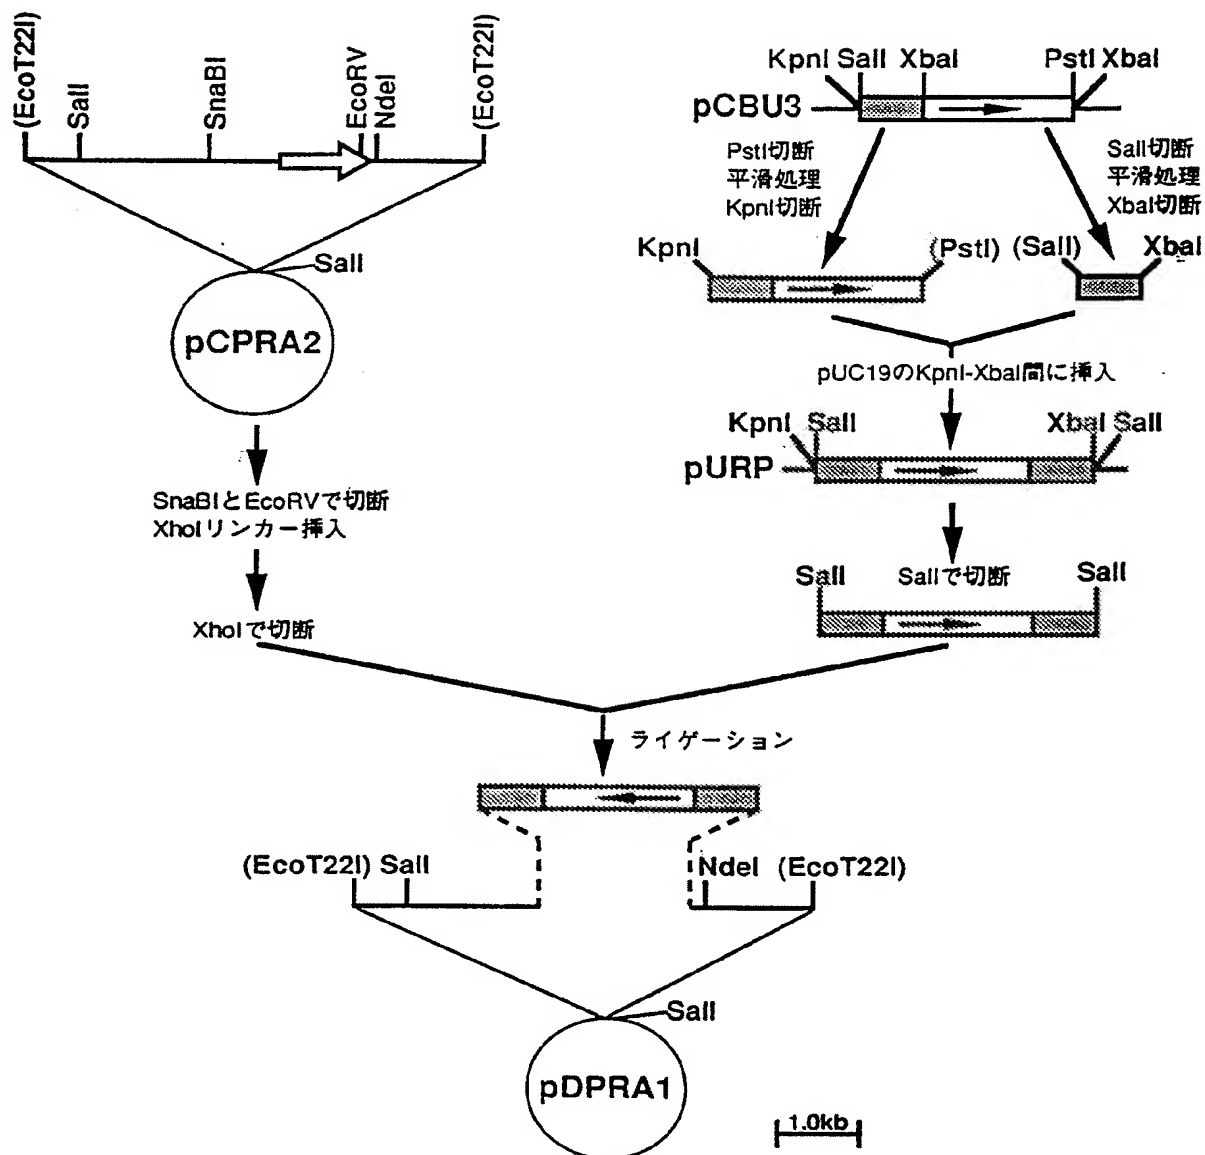 (EcoT22I)
SalI
SnaBI
EcoRV
NdeI
(EcoT22I)
SalI
pCPRA2
SnaBIとEcoRVで切断
XhoIリンカー挿入
XhoIで切断
KpnI SalI XbaI PstI XbaI
pCBU3
PstI切断
平滑処理
KpnI切断
SalI切断
平滑処理
XbaI切断
KpnI (PstI) (SalI) XbaI
pUC19のKpnI-XbaI間に挿入
KpnI SalI XbaI SalI
pURP
SalI SalIで切断 SalI
ライゲーション
(EcoT22I) SalI NdeI (EcoT22I)
SalI
pDPRA1
1.0kb